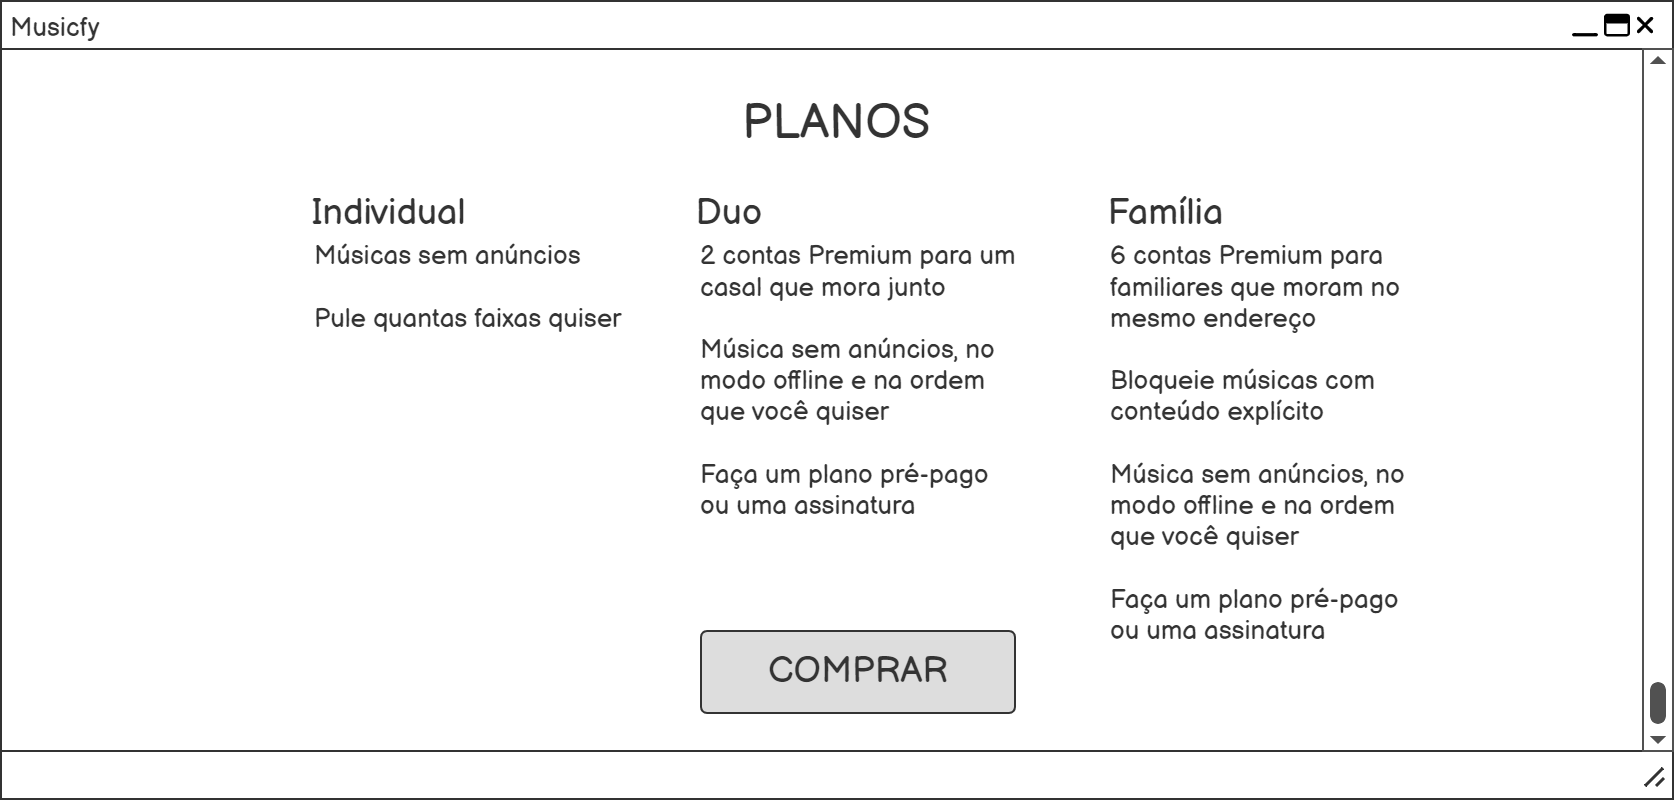 Musicfy
PLANOS
Individual
Músicas sem anúncios
Pule quantas faixas quiser
Duo
2 contas Premium para um
casal que mora junto
Música sem anúncios, no
modo offline e na ordem
que você quiser
Faça um plano pré-pago
ou uma assinatura
Família
6 contas Premium para
familiares que moram no
mesmo endereço
Bloqueie músicas com
conteúdo explícito
Música sem anúncios, no
modo offline e na ordem
que você quiser
Faça um plano pré-pago
ou uma assinatura
COMPRAR